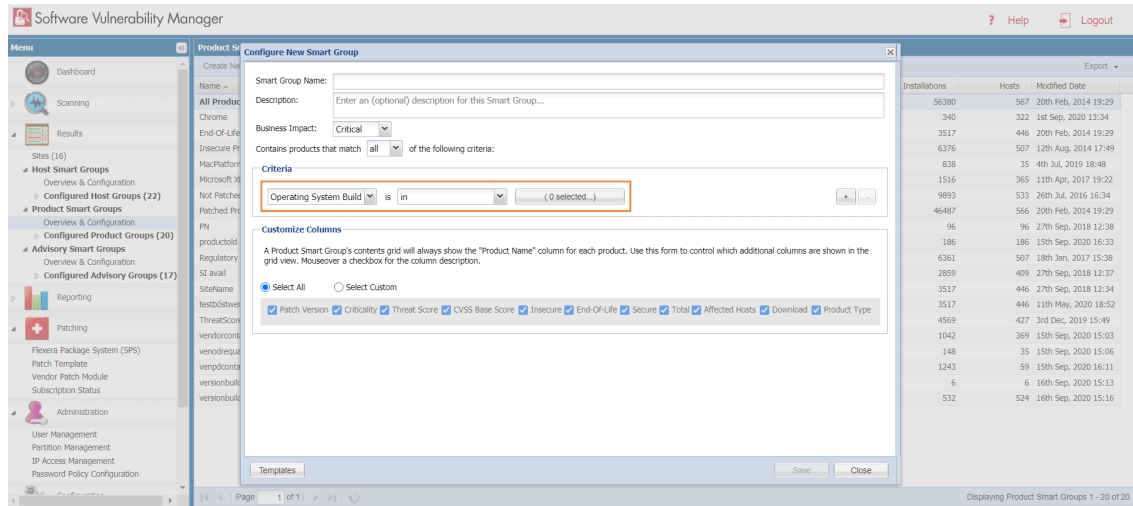 Software Vulnerability Manager
Help
Logout
Menu
Dashboard
Scanning
Results
Sites (16)
Host Smart Groups
Overview & Configuration
Configured Host Groups (22)
Product Smart Groups
Overview & Configuration
Configured Product Groups (20)
Advisory Smart Groups
Overview & Configuration
Configured Advisory Groups (17)
Reporting
Patching
Flexera Package System (SPS)
Patch Template
Vendor Patch Module
Subscription Status
Administration
User Management
Partition Management
IP Access Management
Password Policy Configuration
Product Sm
Create Ne
Export
Name
All Produc
Chrome
End-Of-Life
Insecure Pr
MacPlatforr
Microsoft Xl
Not Patche
Patched Pro
PN
productoid
Regulatory
SI avail
SiteName
testbóstwer
ThreatScore
vendorconta
venodrequa
venpdconta
versionbuild
versionbuild
Configure New Smart Group
Smart Group Name:
Description: Enter an (optional) description for this Smart Group...
Business Impact: Critical
Contains products that match all of the following criteria:
Criteria
Operating System Build is in ( 0 selected...) + -
Customize Columns
A Product Smart Group's contents grid will always show the "Product Name" column for each product. Use this form to control which additional columns are shown in the
grid view. Mouseover a checkbox for the column description.
Select All Select Custom
Patch Version Criticality Threat Score CVSS Base Score Insecure End-Of-Life Secure Total Affected Hosts Download Product Type
Templates Save Close
Installations Hosts Modified Date
56380 567 20th Feb, 2014 19:29
340 322 1st Sep, 2020 13:34
3517 446 20th Feb, 2014 19:29
6376 507 12th Aug, 2014 17:49
838 35 4th Jul, 2019 18:48
1516 365 11th Apr, 2017 19:22
9893 533 26th Jul, 2016 16:34
46487 566 20th Feb, 2014 19:29
96 96 27th Sep, 2018 12:38
186 186 15th Sep, 2020 16:33
6361 507 18th Jan, 2017 15:38
2859 409 27th Sep, 2018 12:37
3517 446 27th Sep, 2018 12:34
3517 446 11th May, 2020 18:52
4569 427 3rd Dec, 2019 15:49
1042 369 15th Sep, 2020 15:03
148 35 15th Sep, 2020 15:06
1243 59 15th Sep, 2020 16:11
6 6 16th Sep, 2020 15:13
532 524 16th Sep, 2020 15:16
Page 1 of 1
Displaying Product Smart Groups 1 - 20 of 20